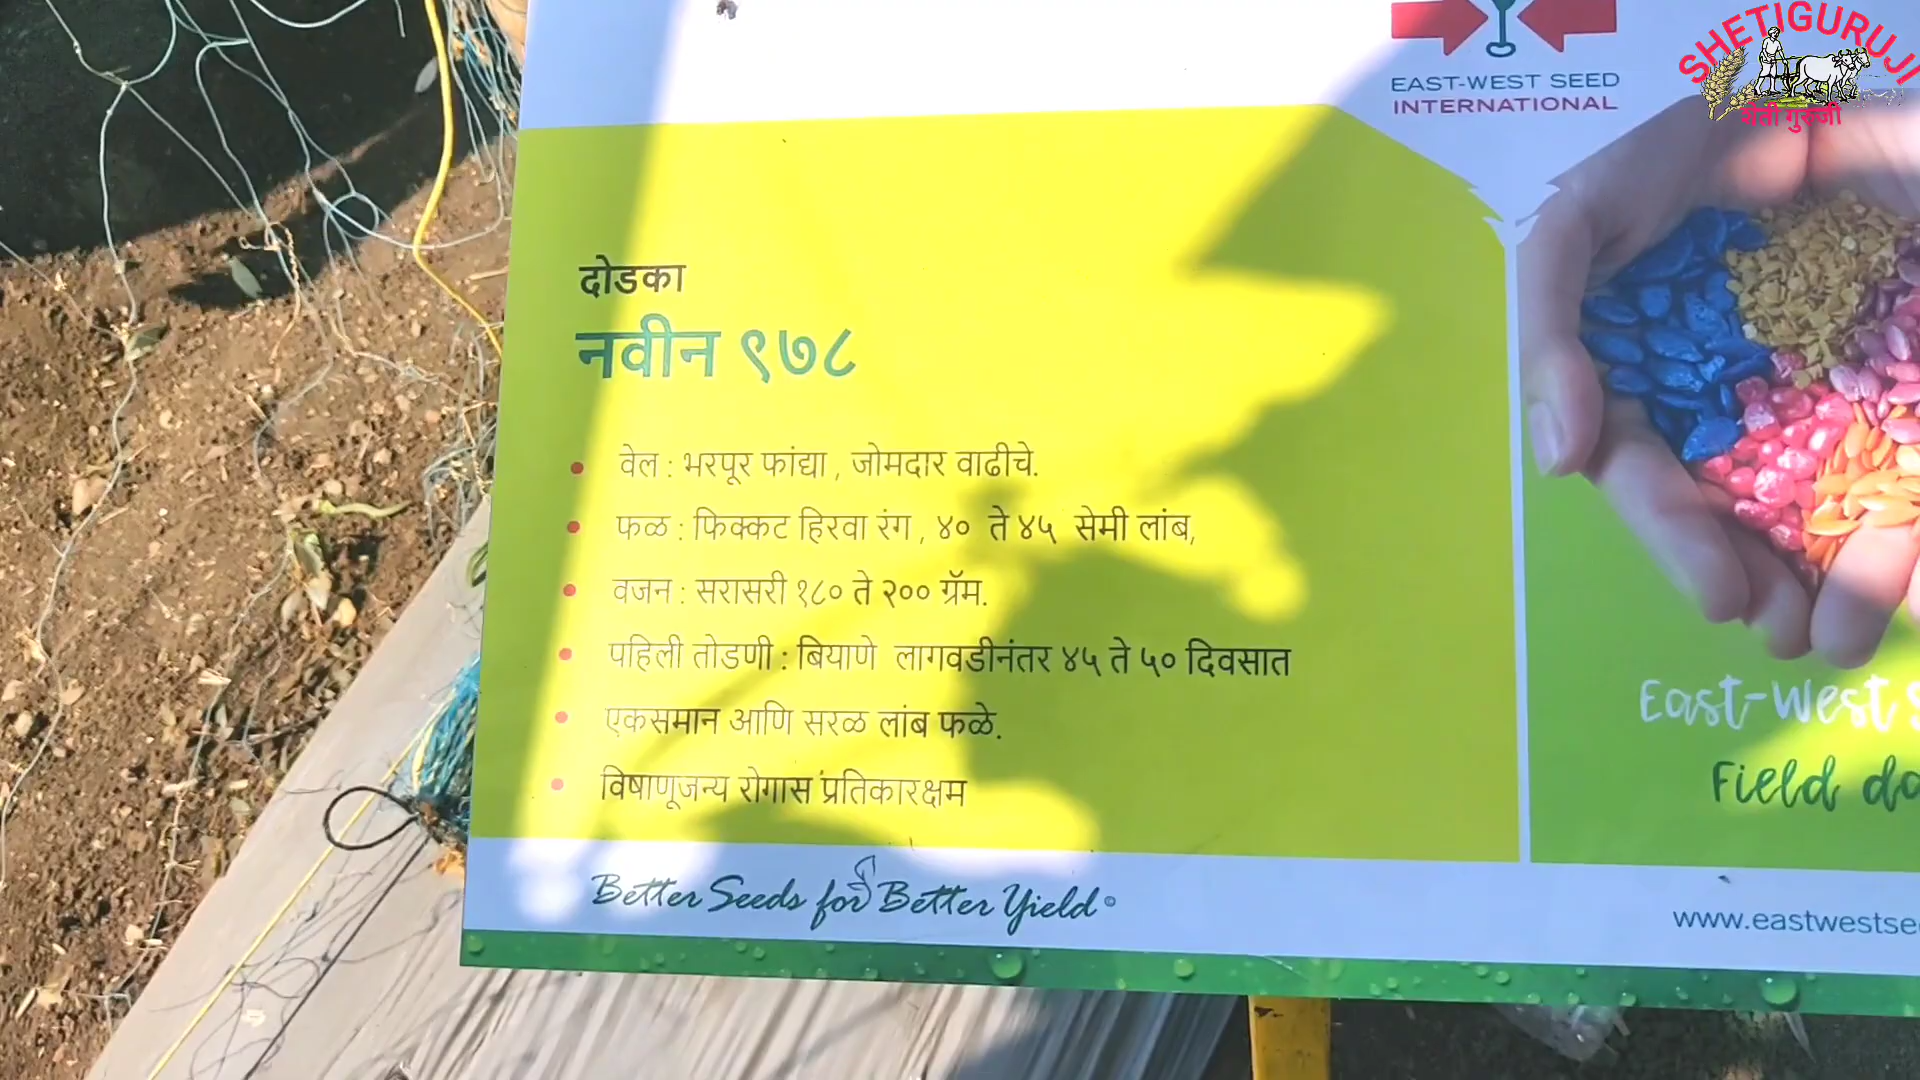 EAST-WEST SEED
INTERNATIONAL
SHETIGURUJI
शेती गुरुजी
दोडका
नवीन ९७८
• वेल : भरपूर फांद्या , जोमदार वाढीचे.
• फळ : फिक्कट हिरवा रंग , ४० ते ४५ सेमी लांब,
• वजन : सरासरी १८० ते २०० ग्रॅम.
• पहिली तोडणी : बियाणे लागवडीनंतर ४५ ते ५० दिवसात
• एकसमान आणि सरळ लांब फळे.
• विषाणूजन्य रोगास प्रतिकारक्षम
East-West S
Field da
Better Seeds for Better Yield
www.eastwestse